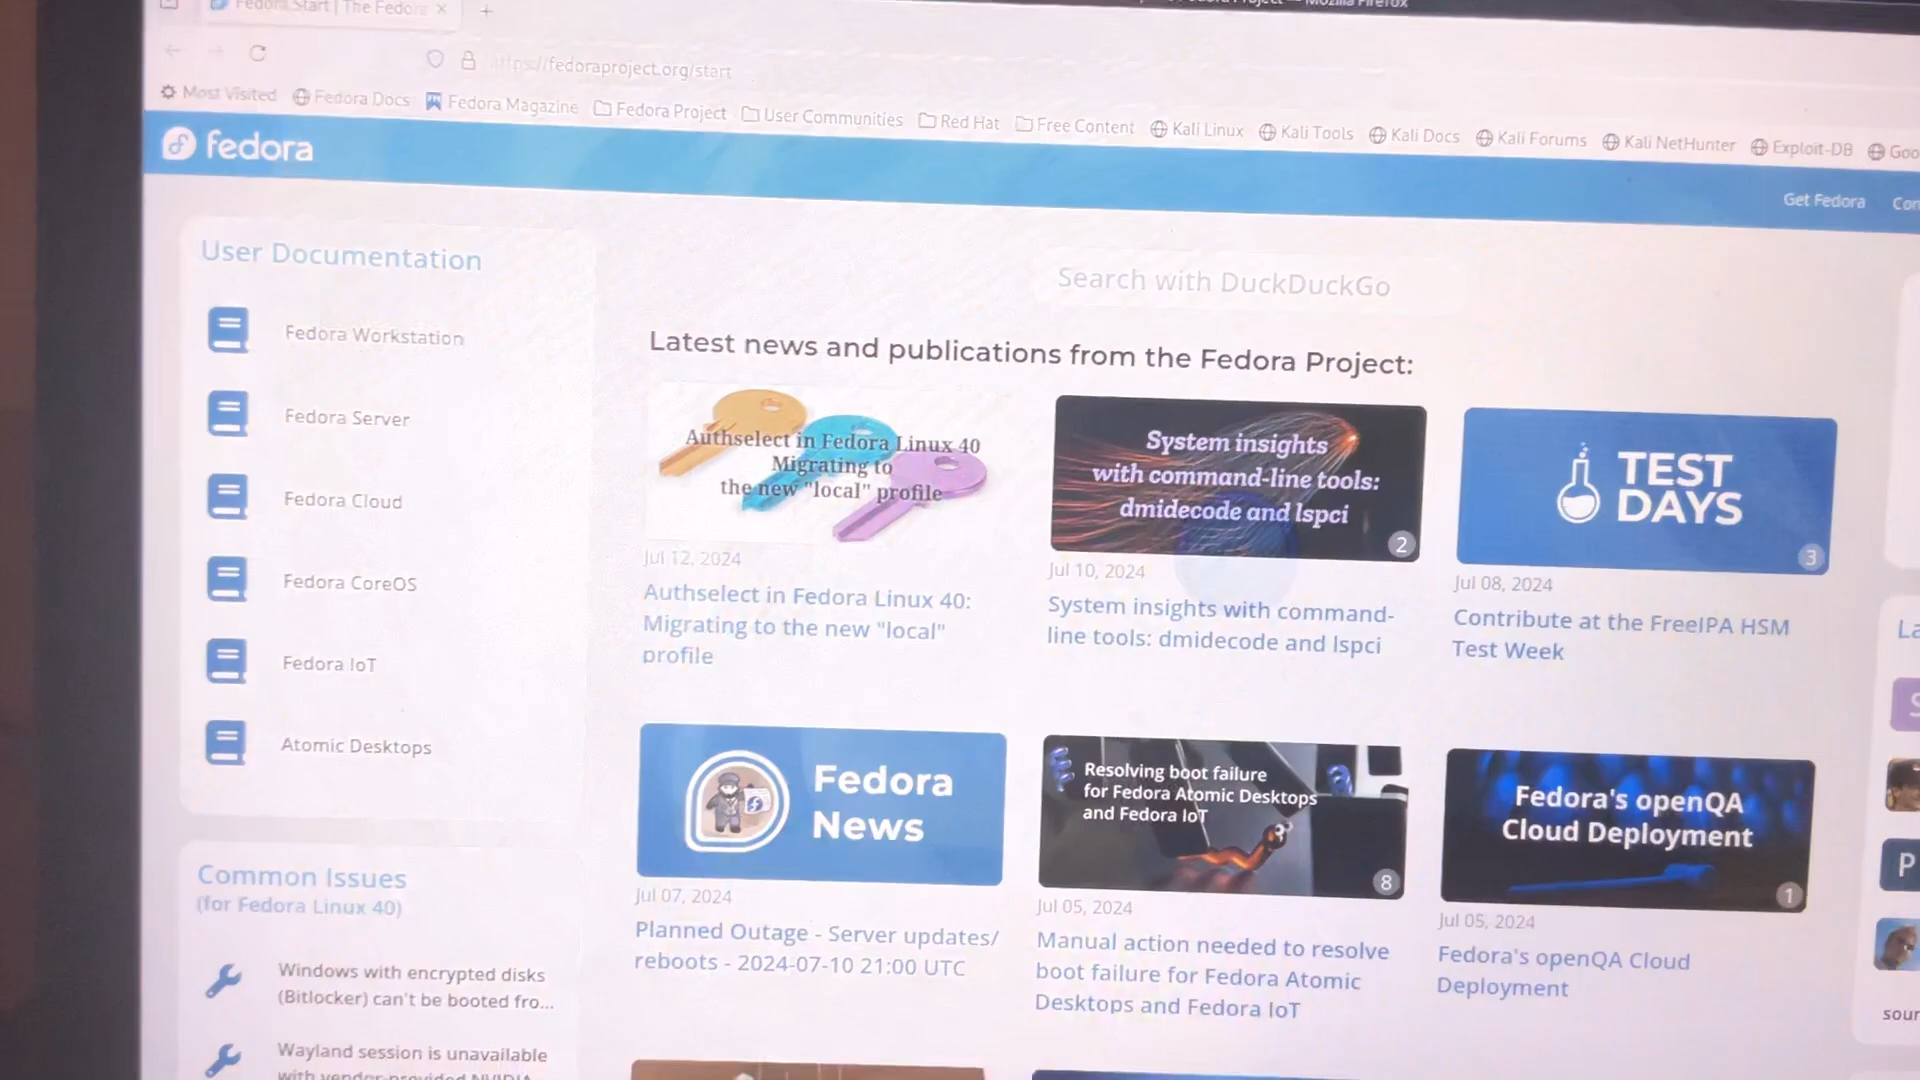 Fedora Start | The Fedora
Mozilla Firefox
https://fedoraproject.org/start
Most Visited Fedora Docs Fedora Magazine Fedora Project User Communities Red Hat Free Content Kali Linux Kali Tools Kali Docs Kali Forums Kali NetHunter Exploit-DB Goo
fedora
Get Fedora
User Documentation
Fedora Workstation
Fedora Server
Fedora Cloud
Fedora CoreOS
Fedora IoT
Atomic Desktops
Common Issues
(for Fedora Linux 40)
Windows with encrypted disks
(Bitlocker) can't be booted fro...
Wayland session is unavailable
with vendor-provided NVIDIA
Search with DuckDuckGo
Latest news and publications from the Fedora Project:
Authselect in Fedora Linux 40
Migrating to
the new "local" profile
Jul 12, 2024
Authselect in Fedora Linux 40:
Migrating to the new "local"
profile
System insights
with command-line tools:
dmidecode and lspci
2
Jul 10, 2024
System insights with command-
line tools: dmidecode and lspci
TEST
DAYS
3
Jul 08, 2024
Contribute at the FreeIPA HSM
Test Week
Fedora
News
Jul 07, 2024
Planned Outage - Server updates/
reboots - 2024-07-10 21:00 UTC
Resolving boot failure
for Fedora Atomic Desktops
and Fedora IoT
8
Jul 05, 2024
Manual action needed to resolve
boot failure for Fedora Atomic
Desktops and Fedora IoT
Fedora's openQA
Cloud Deployment
1
Jul 05, 2024
Fedora's openQA Cloud
Deployment
La
S
P
sour